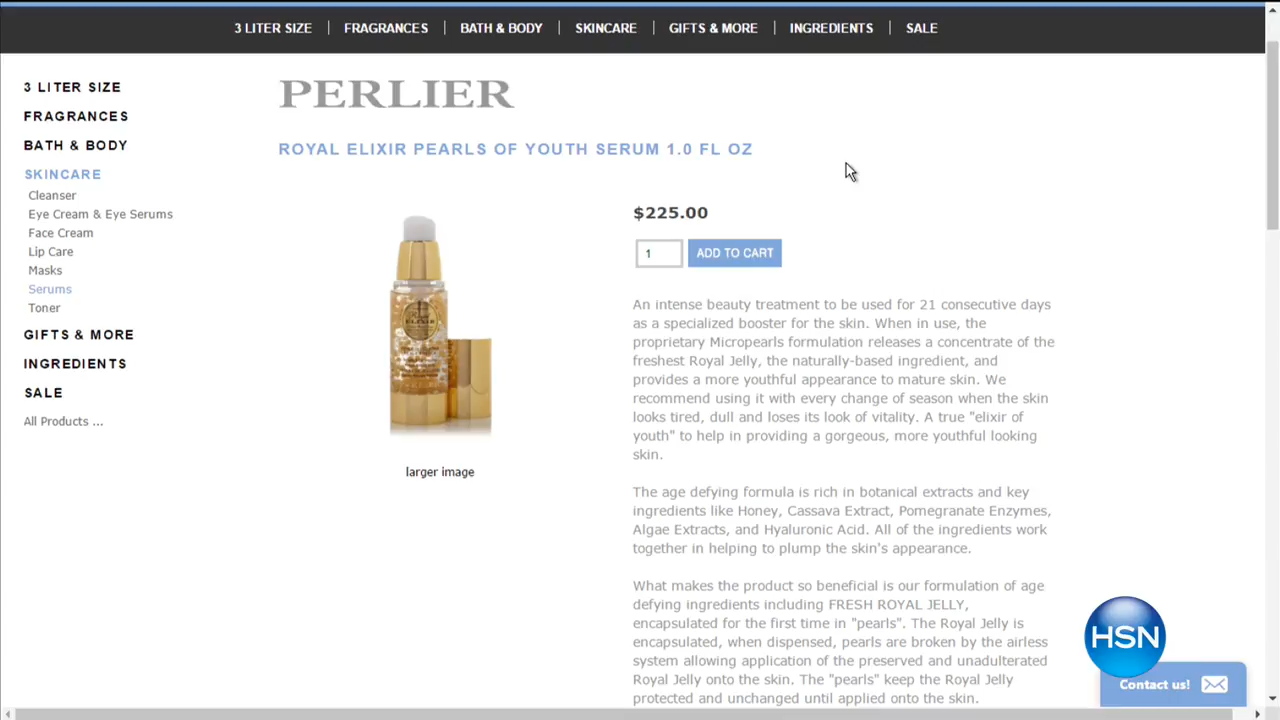 3 LITER SIZE
FRAGRANCES
BATH & BODY
SKINCARE
GIFTS & MORE
INGREDIENTS
SALE
3 LITER SIZE
FRAGRANCES
BATH & BODY
SKINCARE
Cleanser
Eye Cream & Eye Serums
Face Cream
Lip Care
Masks
Serums
Toner
GIFTS & MORE
INGREDIENTS
SALE
All Products ...
PERLIER
ROYAL ELIXIR PEARLS OF YOUTH SERUM 1.0 FL OZ
larger image
$225.00
1
ADD TO CART
An intense beauty treatment to be used for 21 consecutive days
as a specialized booster for the skin. When in use, the
proprietary Micropearls formulation releases a concentrate of the
freshest Royal Jelly, the naturally-based ingredient, and
provides a more youthful appearance to mature skin. We
recommend using it with every change of season when the skin
looks tired, dull and loses its look of vitality. A true "elixir of
youth" to help in providing a gorgeous, more youthful looking
skin.
The age defying formula is rich in botanical extracts and key
ingredients like Honey, Cassava Extract, Pomegranate Enzymes,
Algae Extracts, and Hyaluronic Acid. All of the ingredients work
together in helping to plump the skin's appearance.
What makes the product so beneficial is our formulation of age
defying ingredients including FRESH ROYAL JELLY,
encapsulated for the first time in "pearls". The Royal Jelly is
encapsulated, when dispensed, pearls are broken by the airless
system allowing application of the preserved and unadulterated
Royal Jelly onto the skin. The "pearls" keep the Royal Jelly
protected and unchanged until applied onto the skin.
HSN
Contact us!